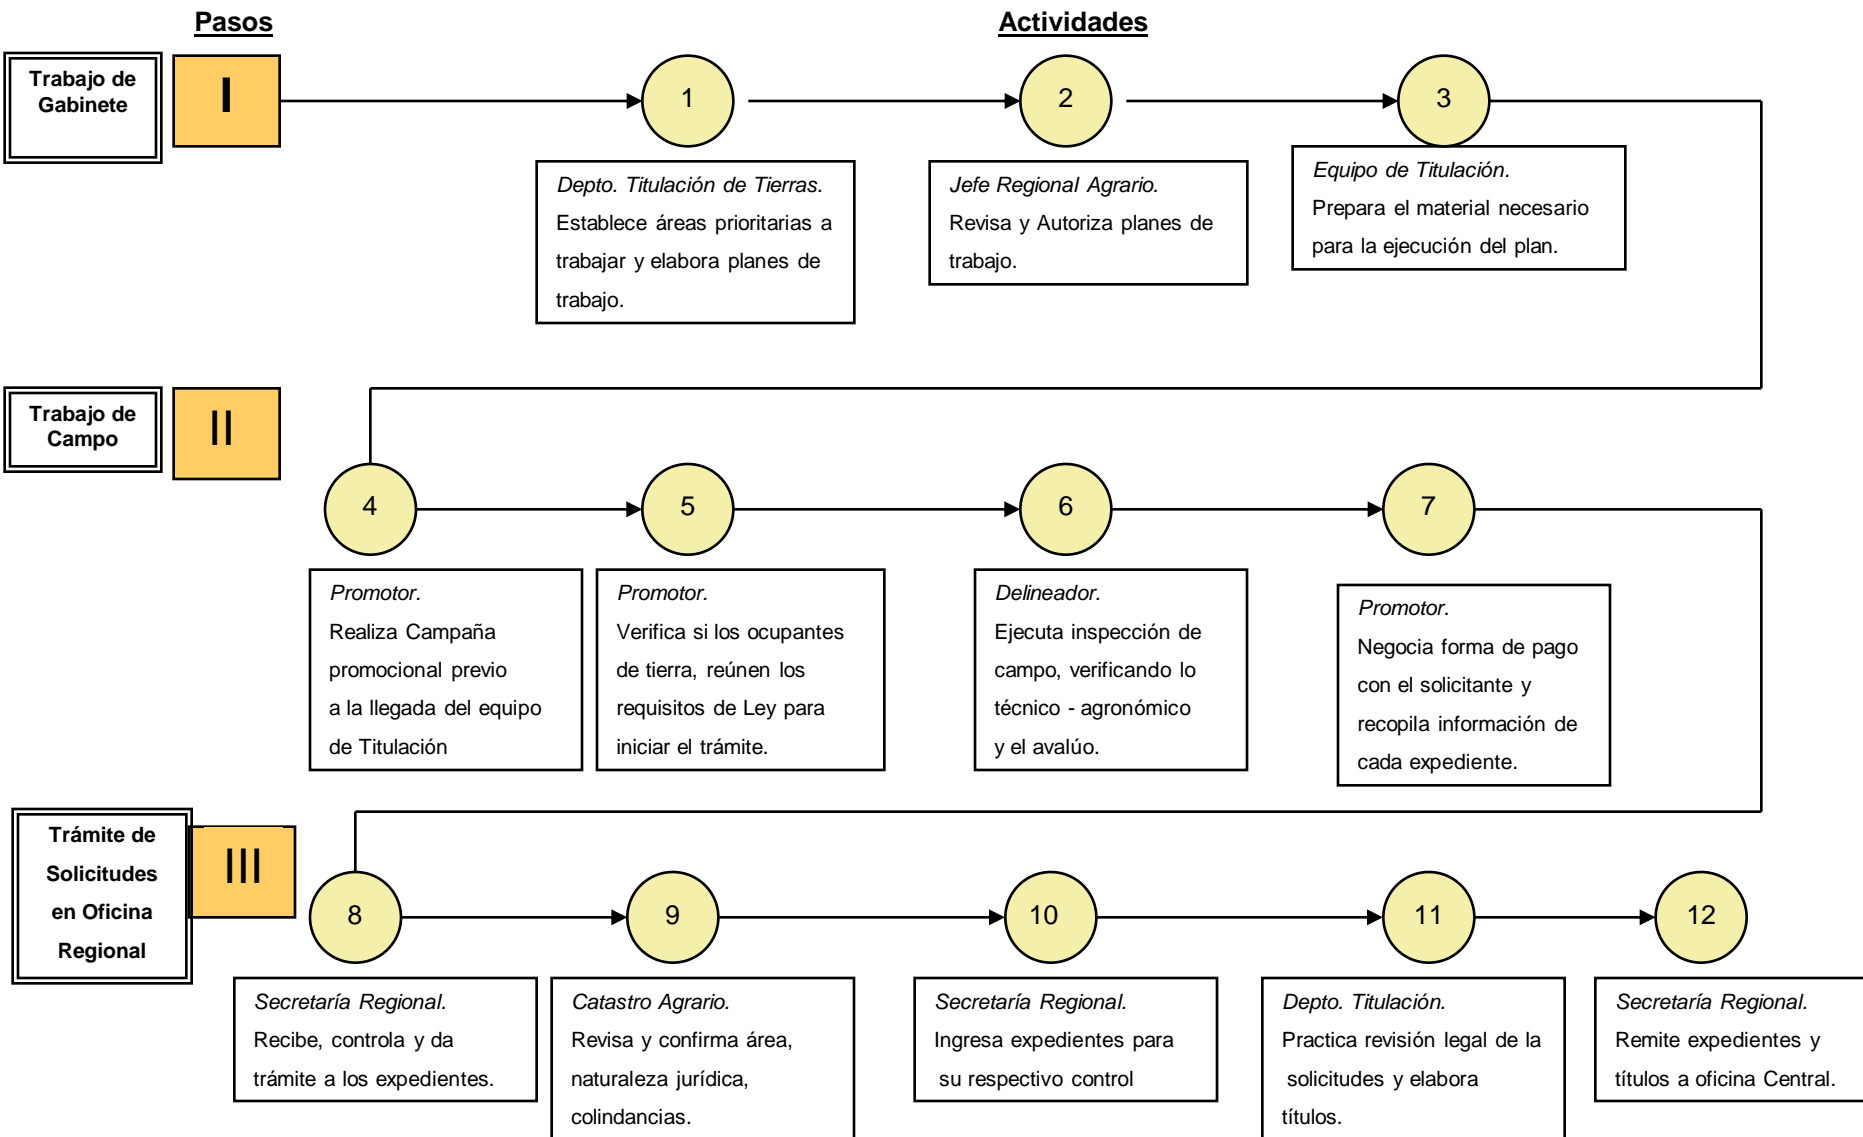 Pasos
Actividades
Trabajo de
Gabinete
I
1
2
3
Depto. Titulación de Tierras.
Establece áreas prioritarias a
trabajar y elabora planes de
trabajo.
Jefe Regional Agrario.
Revisa y Autoriza planes de
trabajo.
Equipo de Titulación.
Prepara el material necesario
para la ejecución del plan.
Trabajo de
Campo
II
4
5
6
7
Promotor.
Realiza Campaña
promocional previo
a la llegada del equipo
de Titulación
Promotor.
Verifica si los ocupantes
de tierra, reúnen los
requisitos de Ley para
iniciar el trámite.
Delineador.
Ejecuta inspección de
campo, verificando lo
técnico - agronómico
y el avalúo.
Promotor.
Negocia forma de pago
con el solicitante y
recopila información de
cada expediente.
Trámite de
Solicitudes
en Oficina
Regional
III
8
9
10
11
12
Secretaría Regional.
Recibe, controla y da
trámite a los expedientes.
Catastro Agrario.
Revisa y confirma área,
naturaleza jurídica,
colindancias.
Secretaría Regional.
Ingresa expedientes para
su respectivo control
Depto. Titulación.
Practica revisión legal de la
solicitudes y elabora
títulos.
Secretaría Regional.
Remite expedientes y
títulos a oficina Central.